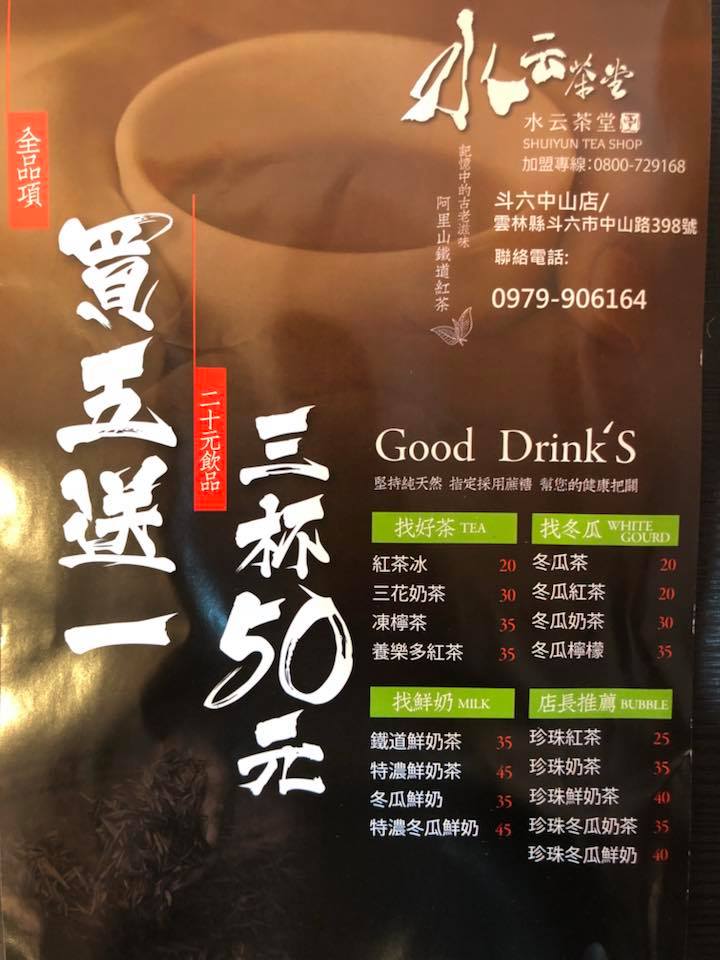 水云茶堂
水云茶堂
SHUIYUN TEA SHOP
加盟專線:0800-729168
記憶中的古老滋味
阿里山鐵道紅茶
斗六中山店/
雲林縣斗六市中山路398號
聯絡電話:
0979-906164
全品項
買五送一
二十元飲品
三杯50元
Good Drink'S
堅持純天然 指定採用蔗糖 幫您的健康把關
找好茶 TEA
紅茶冰 20
三花奶茶 30
凍檸茶 35
養樂多紅茶 35
找冬瓜 WHITE GOURD
冬瓜茶 20
冬瓜紅茶 20
冬瓜奶茶 30
冬瓜檸檬 35
找鮮奶 MILK
鐵道鮮奶茶 35
特濃鮮奶茶 45
冬瓜鮮奶 35
特濃冬瓜鮮奶 45
店長推薦 BUBBLE
珍珠紅茶 25
珍珠奶茶 35
珍珠鮮奶茶 40
珍珠冬瓜奶茶 35
珍珠冬瓜鮮奶 40